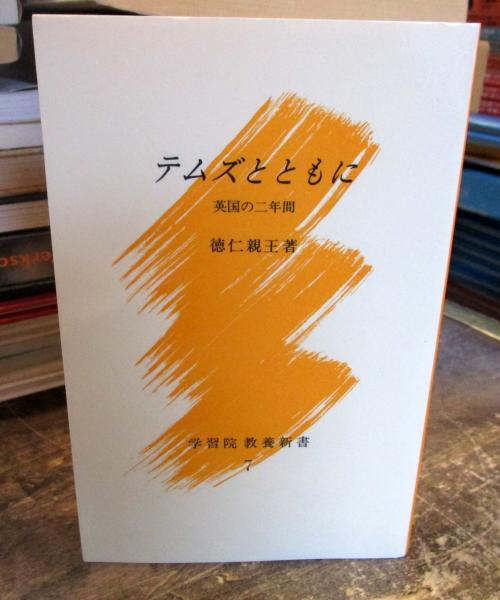 テムズとともに
英国の二年間
徳仁親王著
学習院教養新書
7